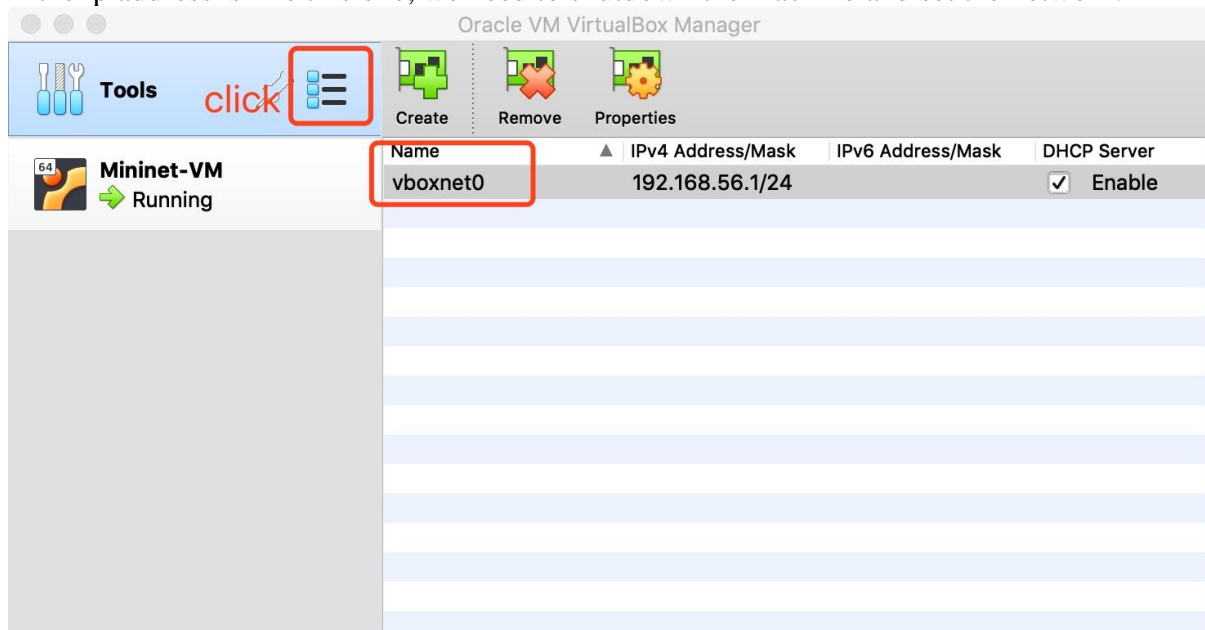 Oracle VM VirtualBox Manager
Tools
click
Create
Remove
Properties
64
Mininet-VM
Running
Name
IPv4 Address/Mask
IPv6 Address/Mask
DHCP Server
vboxnet0
192.168.56.1/24
Enable